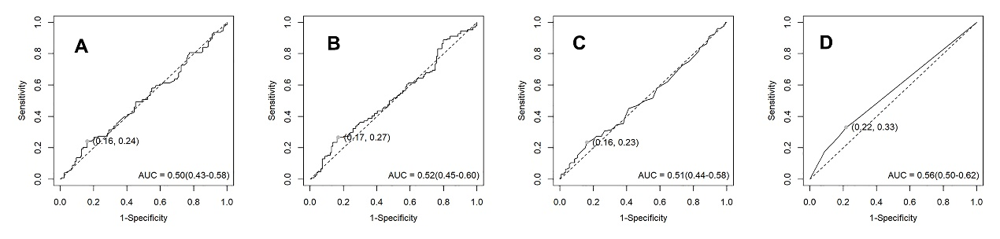 A
Sensitivity
0.0 0.2 0.4 0.6 0.8 1.0
(0.16, 0.24)
AUC = 0.50(0.43-0.58)
0.0 0.2 0.4 0.6 0.8 1.0
1-Specificity
B
Sensitivity
0.0 0.2 0.4 0.6 0.8 1.0
(0.17, 0.27)
AUC = 0.52(0.45-0.60)
0.0 0.2 0.4 0.6 0.8 1.0
1-Specificity
C
Sensitivity
0.0 0.2 0.4 0.6 0.8 1.0
(0.16, 0.23)
AUC = 0.51(0.44-0.58)
0.0 0.2 0.4 0.6 0.8 1.0
1-Specificity
D
Sensitivity
0.0 0.2 0.4 0.6 0.8 1.0
(0.22, 0.33)
AUC = 0.56(0.50-0.62)
0.0 0.2 0.4 0.6 0.8 1.0
1-Specificity